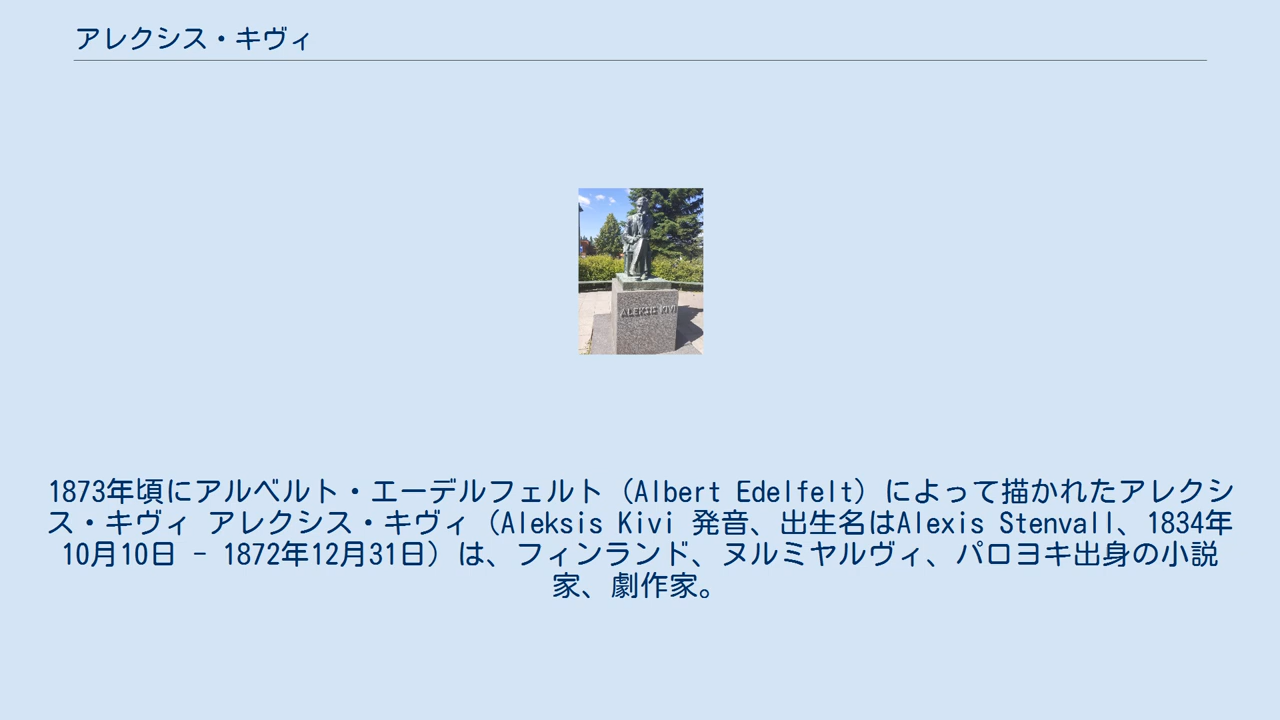 アレクシス・キヴィ
ALEKSIS KIVI
1873年頃にアルベルト・エーデルフェルト（Albert Edelfelt）によって描かれたアレクシ
ス・キヴィ アレクシス・キヴィ（Aleksis Kivi 発音、出生名はAlexis Stenvall、1834年
10月10日 - 1872年12月31日）は、フィンランド、ヌルミヤルヴィ、パロヨキ出身の小説
家、劇作家。